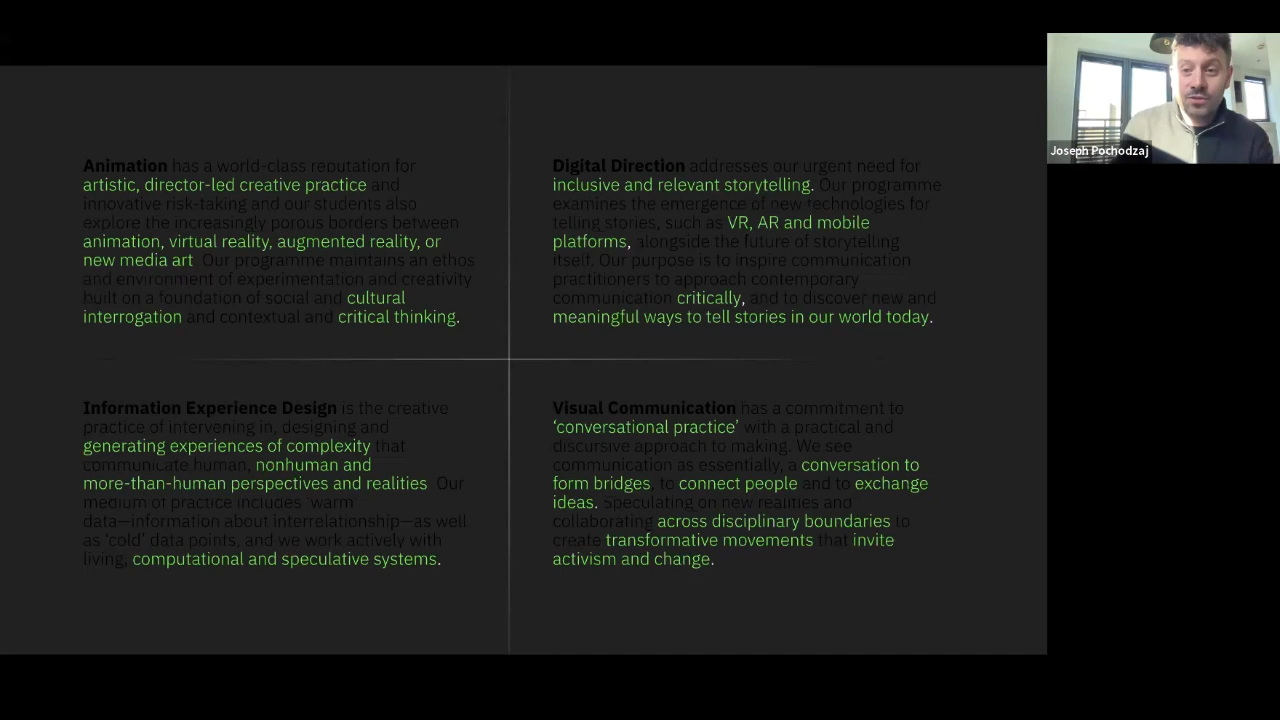 Animation has a world-class reputation for
artistic, director-led creative practice and
innovative risk-taking and our students also
explore the increasingly porous borders between
animation, virtual reality, augmented reality, or
new media art. Our programme maintains an ethos
and environment of experimentation and creativity
built on a foundation of social and cultural
interrogation and contextual and critical thinking.
Digital Direction addresses our urgent need for
inclusive and relevant storytelling. Our programme
examines the emergence of new technologies for
telling stories, such as VR, AR and mobile
platforms, alongside the future of storytelling
itself. Our purpose is to inspire communication
practitioners to approach contemporary
communication critically, and to discover new and
meaningful ways to tell stories in our world today.
Information Experience Design is the creative
practice of intervening in, designing and
generating experiences of complexity that
communicate human, nonhuman and
more-than-human perspectives and realities. Our
medium of practice includes 'warm'
data—information about interrelationship—as well
as 'cold' data points, and we work actively with
living, computational and speculative systems.
Visual Communication has a commitment to
‘conversational practice’ with a practical and
discursive approach to making. We see
communication as essentially, a conversation to
form bridges, to connect people and to exchange
ideas. Speculating on new realities and
collaborating across disciplinary boundaries to
create transformative movements that invite
activism and change.
Joseph Pochodzaj